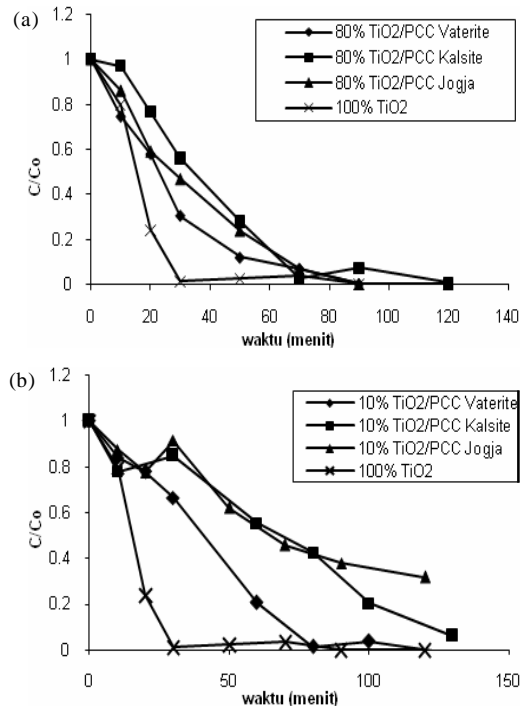 (a)
1.2
1
0.8
0.6
0.4
0.2
0
C/Co
80% TiO2/PCC Vaterite
80% TiO2/PCC Kalsite
80% TiO2/PCC Jogja
100% TiO2
0 20 40 60 80 100 120 140
waktu (menit)
(b)
1.2
1
0.8
0.6
0.4
0.2
0
C/Co
10% TiO2/PCC Vaterite
10% TiO2/PCC Kalsite
10% TiO2/PCC Jogja
100% TiO2
0 50 100 150
waktu (menit)